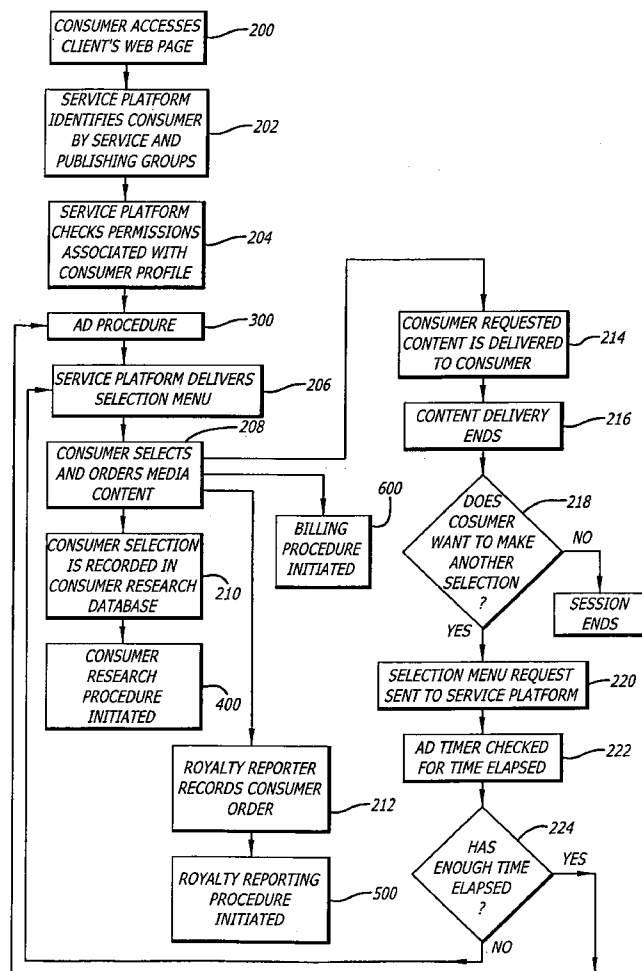 CONSUMER ACCESSES
CLIENT'S WEB PAGE
200
SERVICE PLATFORM
IDENTIFIES CONSUMER
BY SERVICE AND
PUBLISHING GROUPS
202
SERVICE PLATFORM
CHECKS PERMISSIONS
ASSOCIATED WITH
CONSUMER PROFILE
204
AD PROCEDURE
300
SERVICE PLATFORM DELIVERS
SELECTION MENU
206
CONSUMER SELECTS
AND ORDERS MEDIA
CONTENT
208
CONSUMER SELECTION
IS RECORDED IN
CONSUMER RESEARCH
DATABASE
210
CONSUMER
RESEARCH
PROCEDURE
INITIATED
400
BILLING
PROCEDURE
INITIATED
600
ROYALTY REPORTER
RECORDS CONSUMER
ORDER
212
ROYALTY REPORTING
PROCEDURE
INITIATED
500
CONSUMER REQUESTED
CONTENT IS DELIVERED
TO CONSUMER
214
CONTENT DELIVERY
ENDS
216
DOES
COSUMER
WANT TO MAKE
ANOTHER
SELECTION
?
218
NO
SESSION
ENDS
YES
SELECTION MENU REQUEST
SENT TO SERVICE PLATFORM
220
AD TIMER CHECKED
FOR TIME ELAPSED
222
HAS
ENOUGH TIME
ELAPSED
?
224
YES
NO